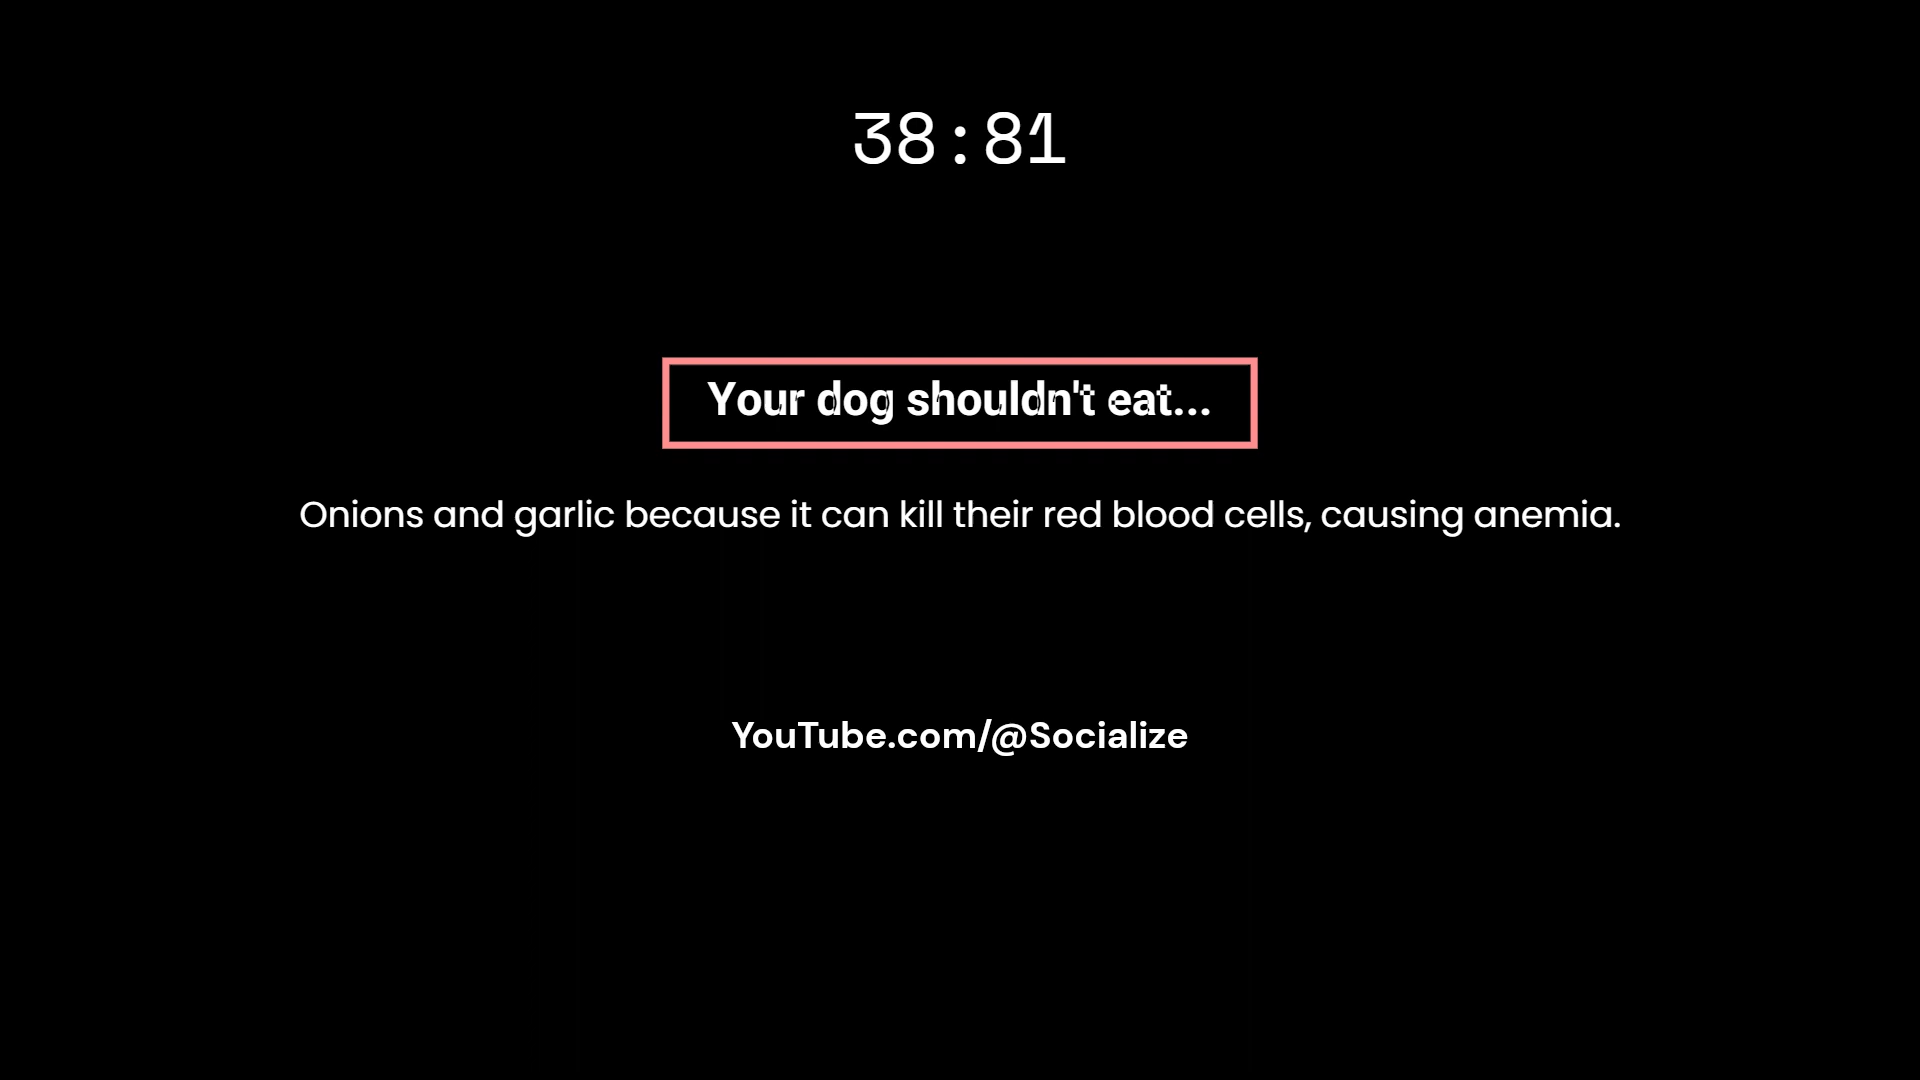 38:81
Your dog shouldn't eat...
Onions and garlic because it can kill their red blood cells, causing anemia.
YouTube.com/@Socialize